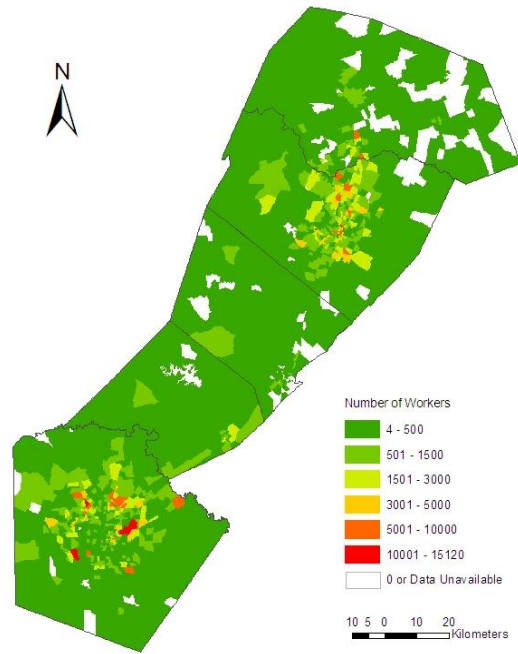 N
Number of Workers
4 - 500
501 - 1500
1501 - 3000
3001 - 5000
5001 - 10000
10001 - 15120
0 or Data Unavailable
10 5 0 10 20
Kilometers